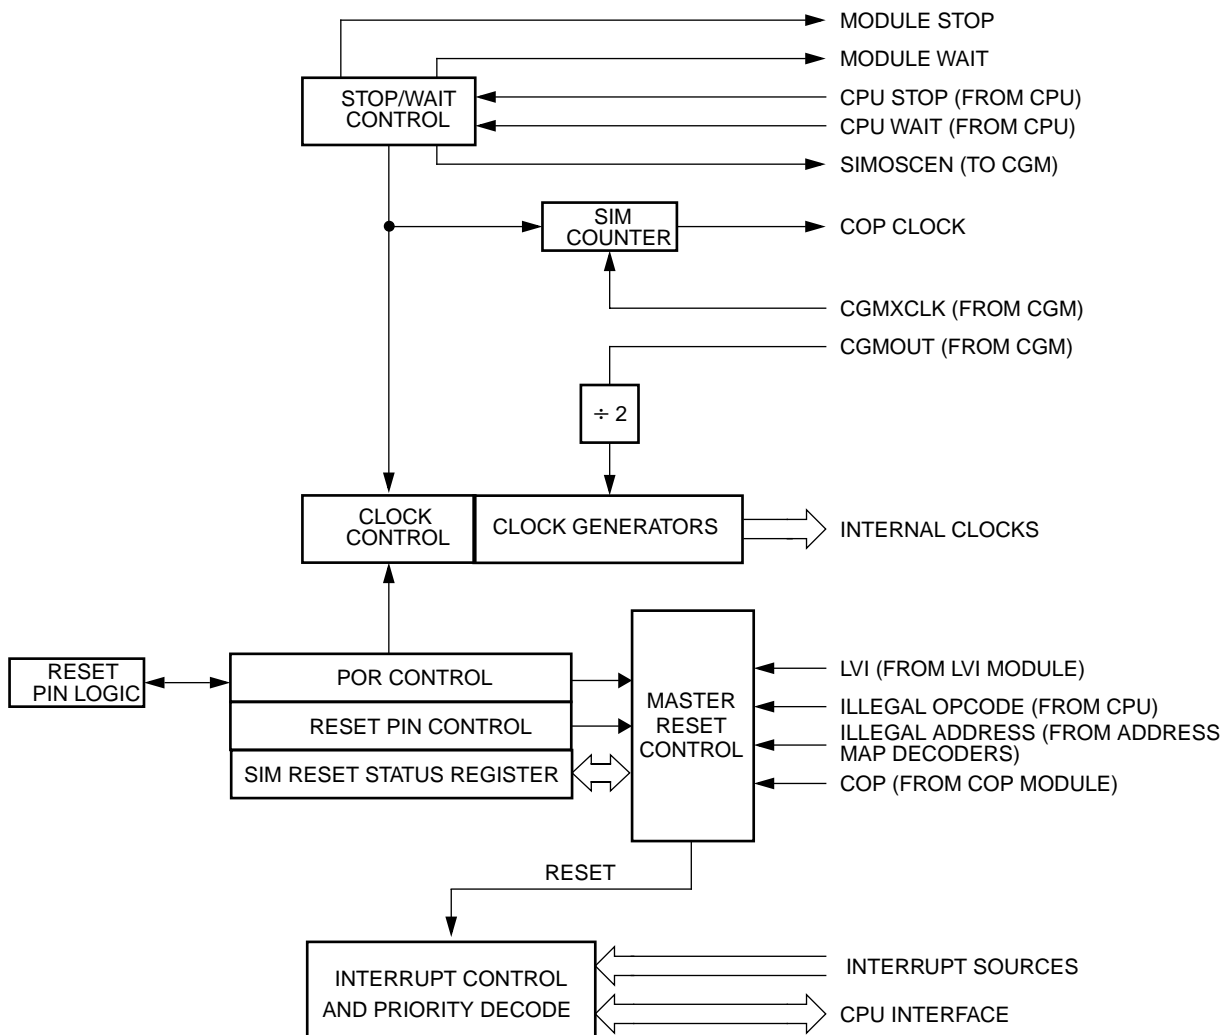 MODULE STOP
MODULE WAIT
STOP/WAIT
CONTROL
CPU STOP (FROM CPU)
CPU WAIT (FROM CPU)
SIMOSCEN (TO CGM)
SIM
COUNTER
COP CLOCK
CGMXCLK (FROM CGM)
CGMOUT (FROM CGM)
÷ 2
CLOCK
CONTROL
CLOCK GENERATORS
INTERNAL CLOCKS
RESET
PIN LOGIC
POR CONTROL
RESET PIN CONTROL
SIM RESET STATUS REGISTER
MASTER
RESET
CONTROL
LVI (FROM LVI MODULE)
ILLEGAL OPCODE (FROM CPU)
ILLEGAL ADDRESS (FROM ADDRESS
MAP DECODERS)
COP (FROM COP MODULE)
RESET
INTERRUPT CONTROL
AND PRIORITY DECODE
INTERRUPT SOURCES
CPU INTERFACE